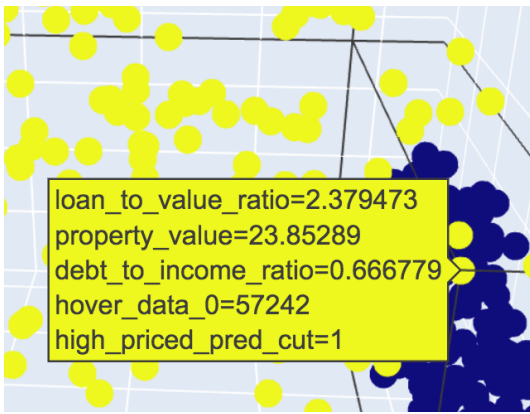 loan_to_value_ratio=2.379473
property_value=23.85289
debt_to_income_ratio=0.666779
hover_data_0=57242
high_priced_pred_cut=1